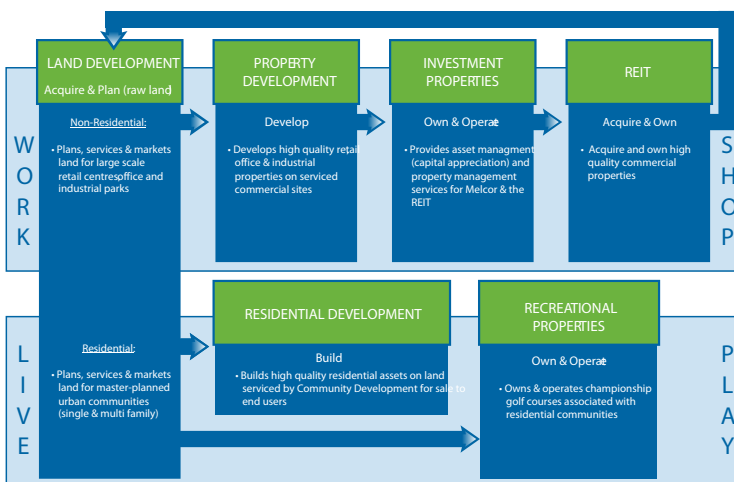 LAND DEVELOPMENT
Acquire & Plan (raw land)
PROPERTY
DEVELOPMENT
INVESTMENT
PROPERTIES
REIT
WORK
Non-Residential:
• Plans, services & markets
land for large scale
retail centres,office and
industrial parks
Develop
• Develops high quality retail,
office & industrial
properties on serviced
commercial sites
Own & Operate
• Provides asset managment
(capital appreciation) and
property management
services for Melcor & the
REIT
Acquire & Own
• Acquire and own high
quality commercial
properties
SHOP
LIVE
Residential:
• Plans, services & markets
land for master-planned
urban communities
(single & multi family)
RESIDENTIAL DEVELOPMENT
Build
• Builds high quality residential assets on land
serviced by Community Development for sale to
end users
RECREATIONAL
PROPERTIES
Own & Operate
• Owns & operates championship
golf courses associated with
residential communities
PLAY